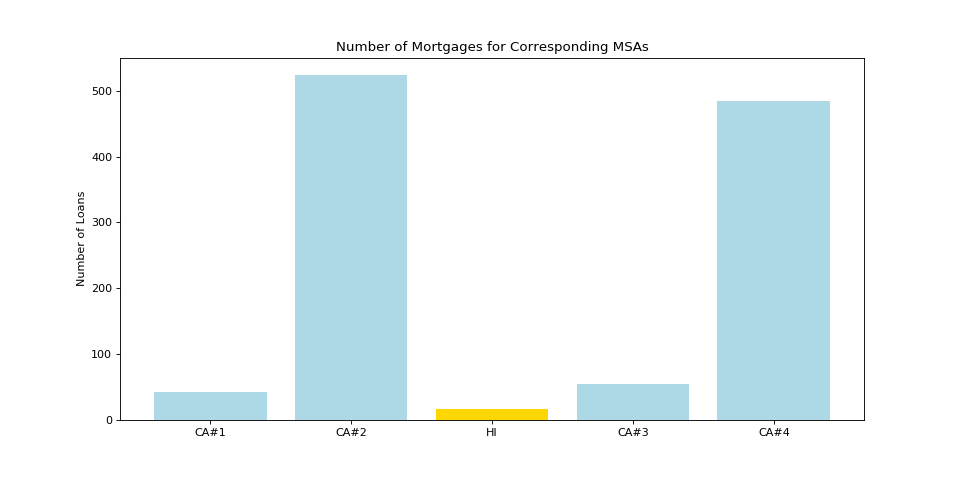 Number of Mortgages for Corresponding MSAs
Number of Loans
500
400
300
200
100
0
CA#1 CA#2 HI CA#3 CA#4